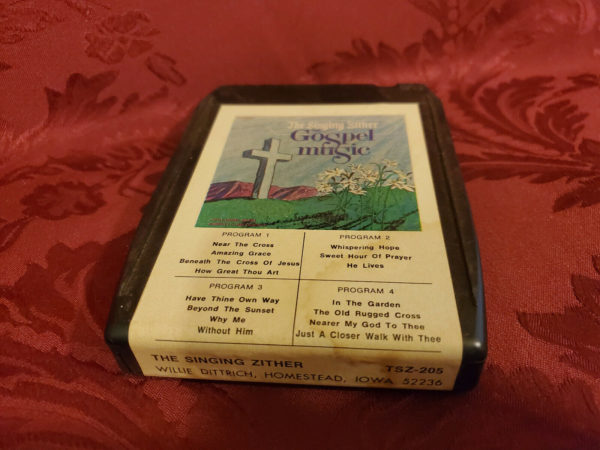 The Singing Zither
Gospel
music
PROGRAM 1
Near The Cross
Amazing Grace
Beneath The Cross Of Jesus
How Great Thou Art
PROGRAM 2
Whispering Hope
Sweet Hour Of Prayer
He Lives
PROGRAM 3
Have Thine Own Way
Beyond The Sunset
Why Me
Without Him
PROGRAM 4
In The Garden
The Old Rugged Cross
Nearer My God To Thee
Just A Closer Walk With Thee
THE SINGING ZITHER TSZ-205
WILLIE DITTRICH, HOMESTEAD, IOWA 52236